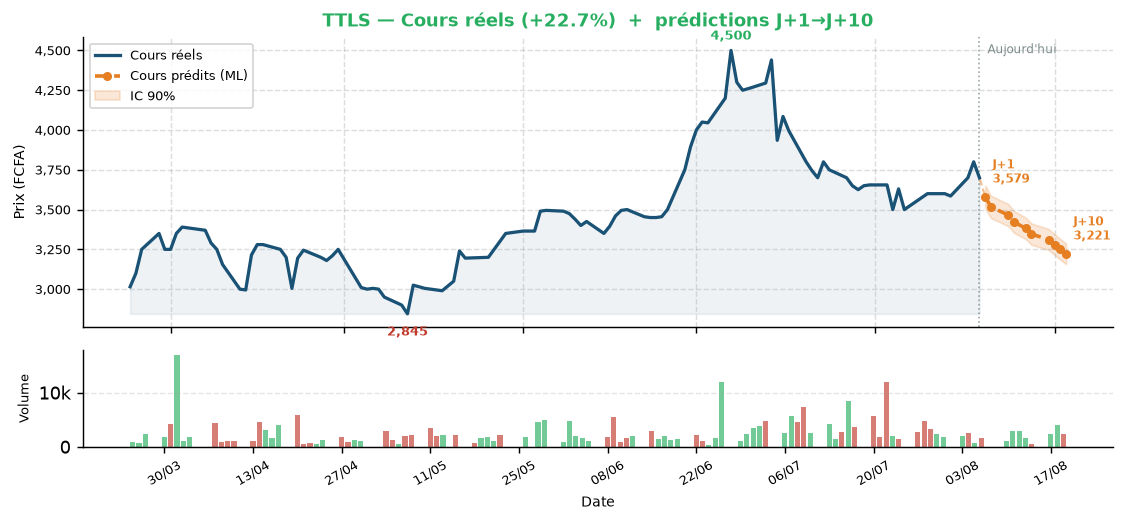 TTLS — Cours réels (+22.7%) + prédictions J+1→J+10
4,500
4,500
4,250
4,000
3,750
3,500
3,250
3,000
Prix (FCFA)
Cours réels
Cours prédits (ML)
IC 90%
Aujourd'hui
J+1
3,579
J+10
3,221
2,845
10k
0
Volume
30/03
13/04
27/04
11/05
25/05
08/06
22/06
06/07
20/07
03/08
17/08
Date